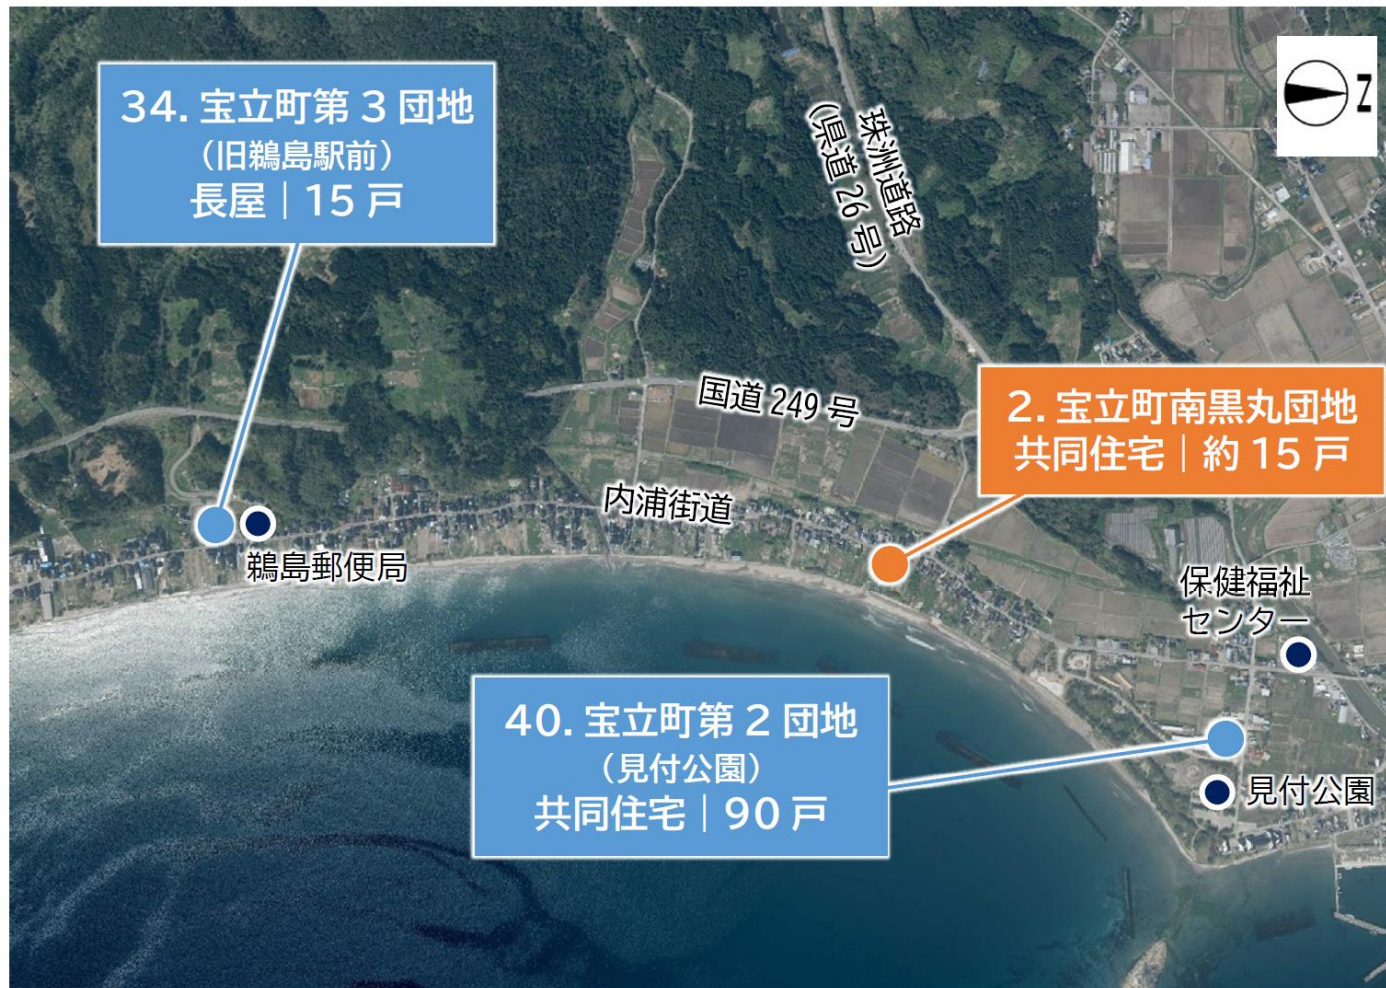 34. 宝立町第３団地
（旧鵜島駅前）
長屋｜15 戸
珠洲道路
（県道 26 号）
Z
国道 249 号
2. 宝立町南黒丸団地
共同住宅｜約 15 戸
内浦街道
鵜島郵便局
保健福祉
センター
40. 宝立町第２団地
（見付公園）
共同住宅｜90 戸
見付公園